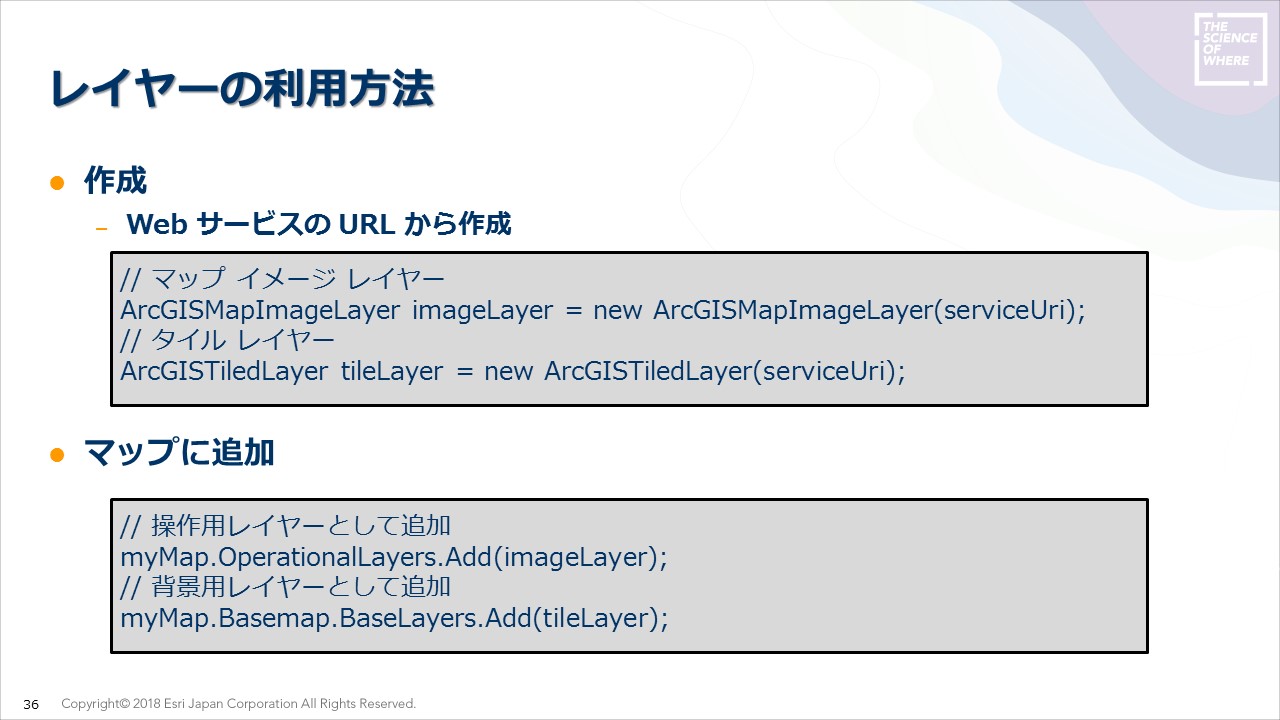 THE
SCIENCE
OF
WHERE
レイヤーの利用方法
● 作成
– Web サービスの URL から作成
// マップ イメージ レイヤー
ArcGISMapImageLayer imageLayer = new ArcGISMapImageLayer(serviceUri);
// タイル レイヤー
ArcGISTiledLayer tileLayer = new ArcGISTiledLayer(serviceUri);
● マップに追加
// 操作用レイヤーとして追加
myMap.OperationalLayers.Add(imageLayer);
// 背景用レイヤーとして追加
myMap.Basemap.BaseLayers.Add(tileLayer);
36 Copyright© 2018 Esri Japan Corporation All Rights Reserved.